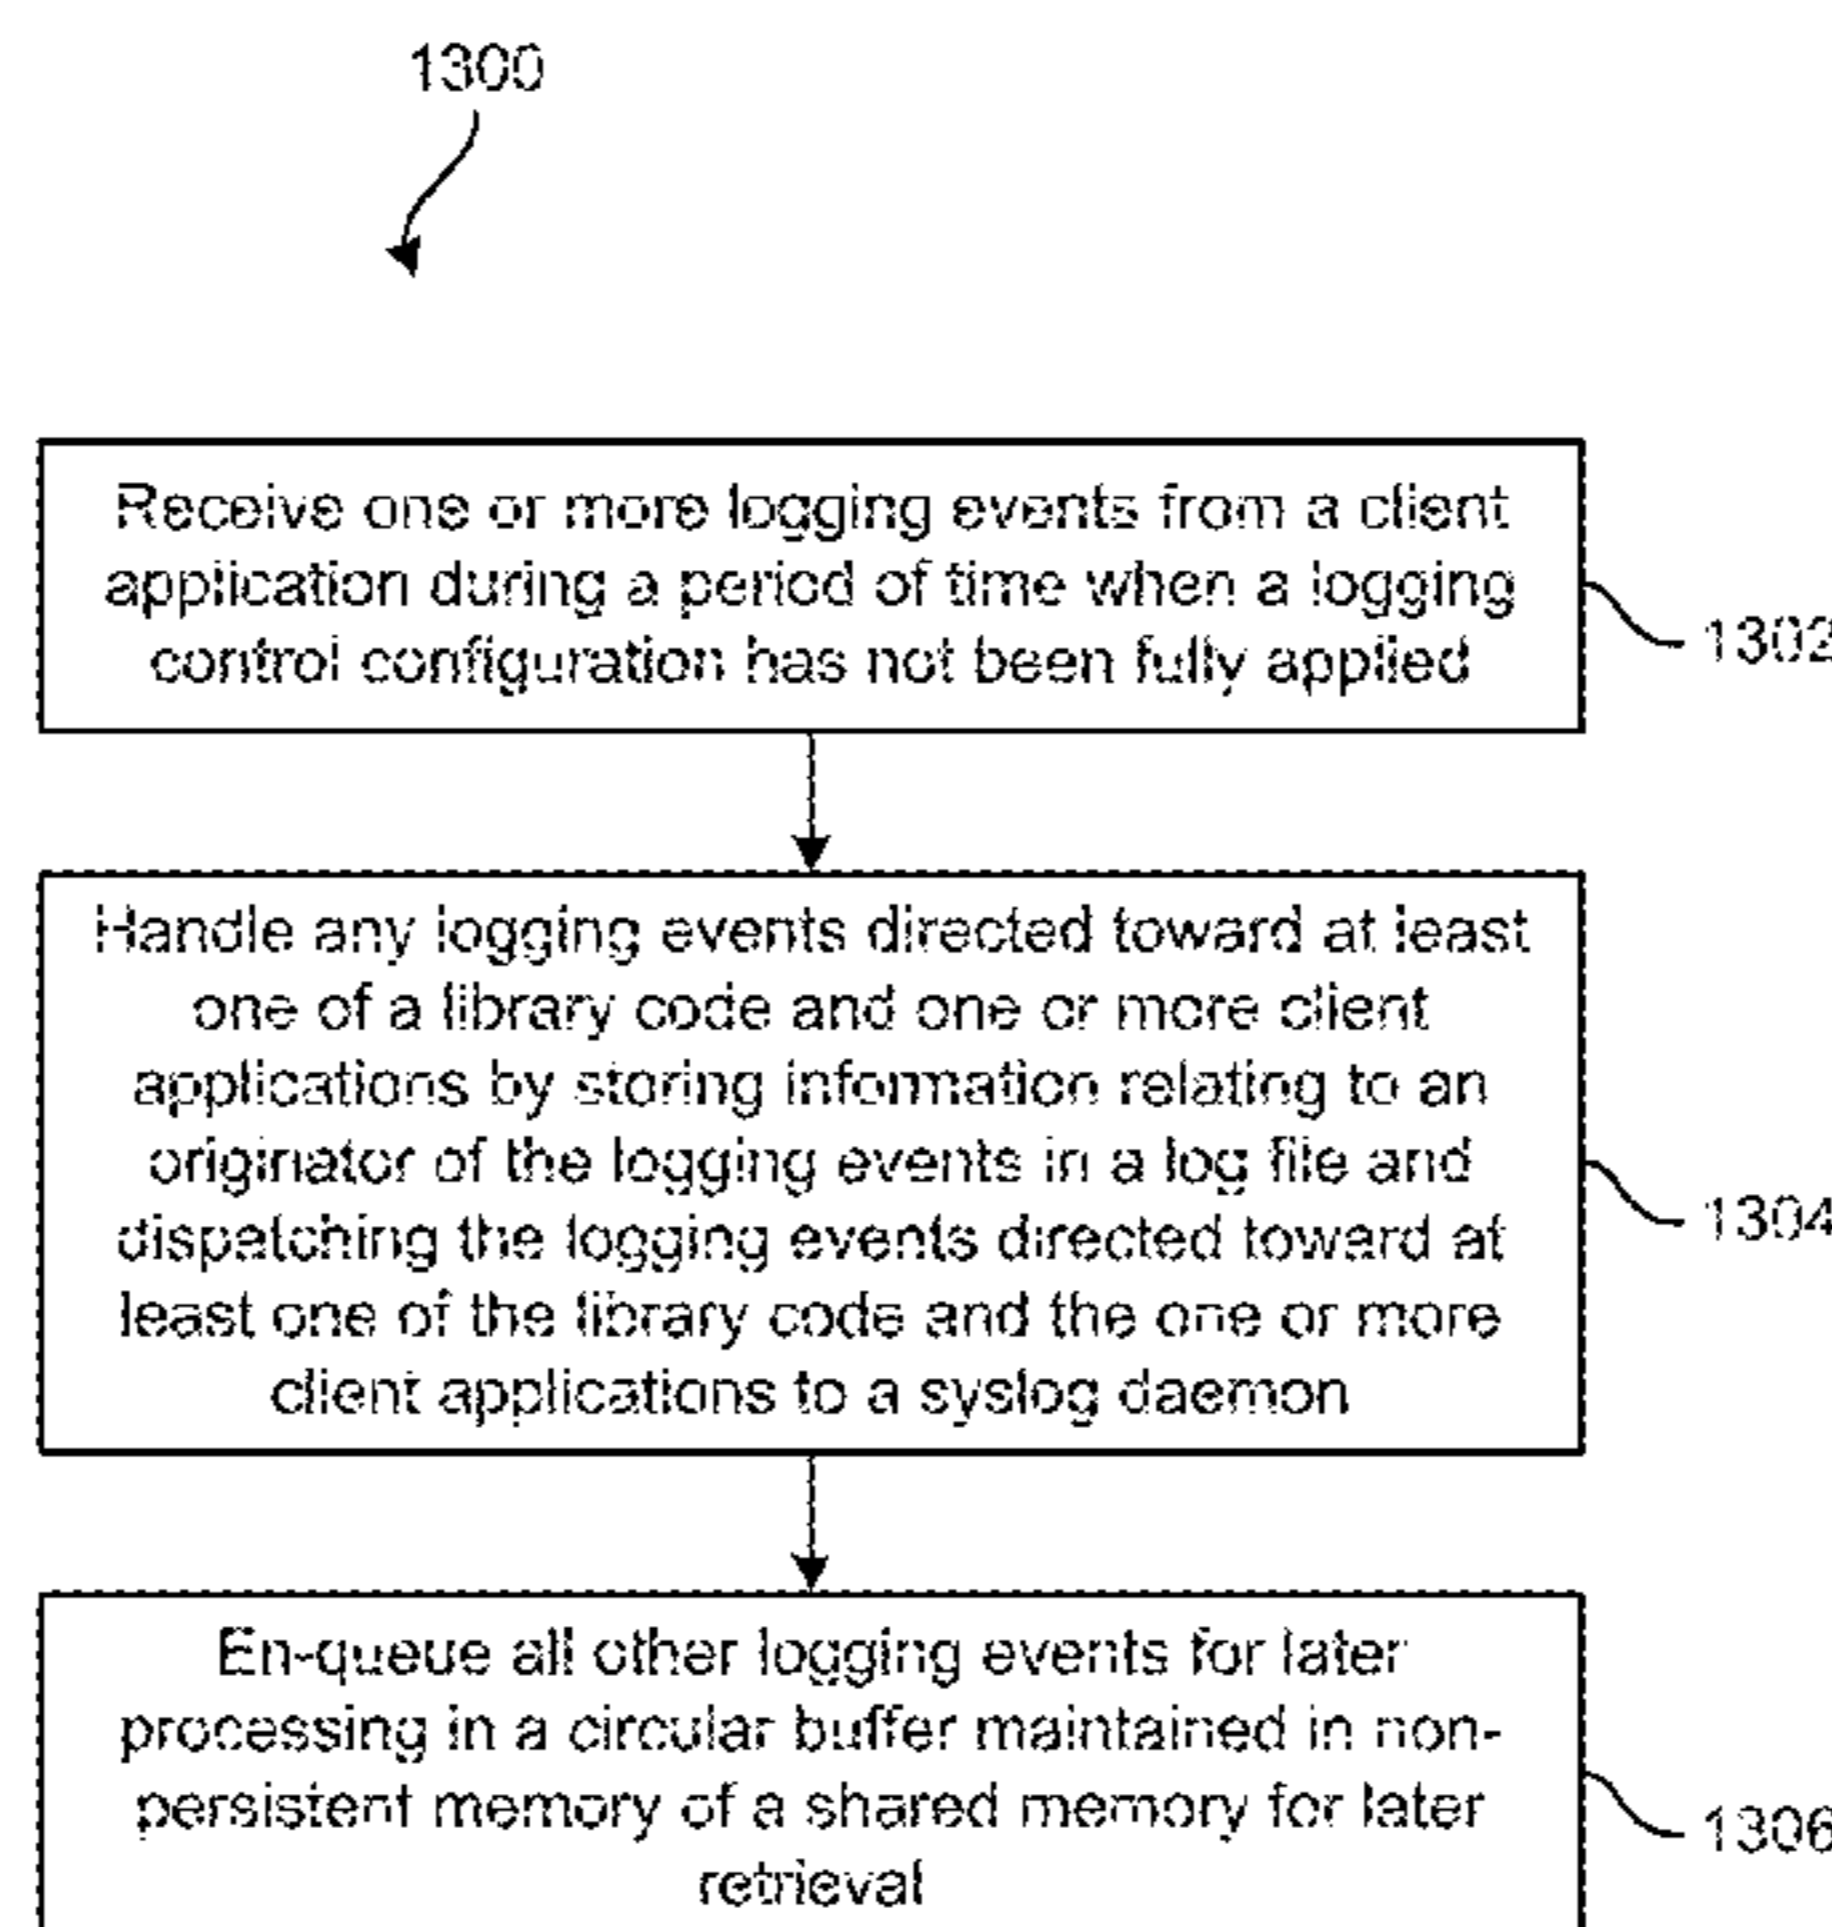 1300
Receive one or more logging events from a client
application during a period of time when a logging
control configuration has not been fully applied
1302
Handle any logging events directed toward at least
one of a library code and one or more client
applications by storing information relating to an
originator of the logging events in a log file and
dispatching the logging events directed toward at
least one of the library code and the one or more
client applications to a syslog daemon
1304
En-queue all other logging events for later
processing in a circular buffer maintained in non-
persistent memory of a shared memory for later
retrieval
1306